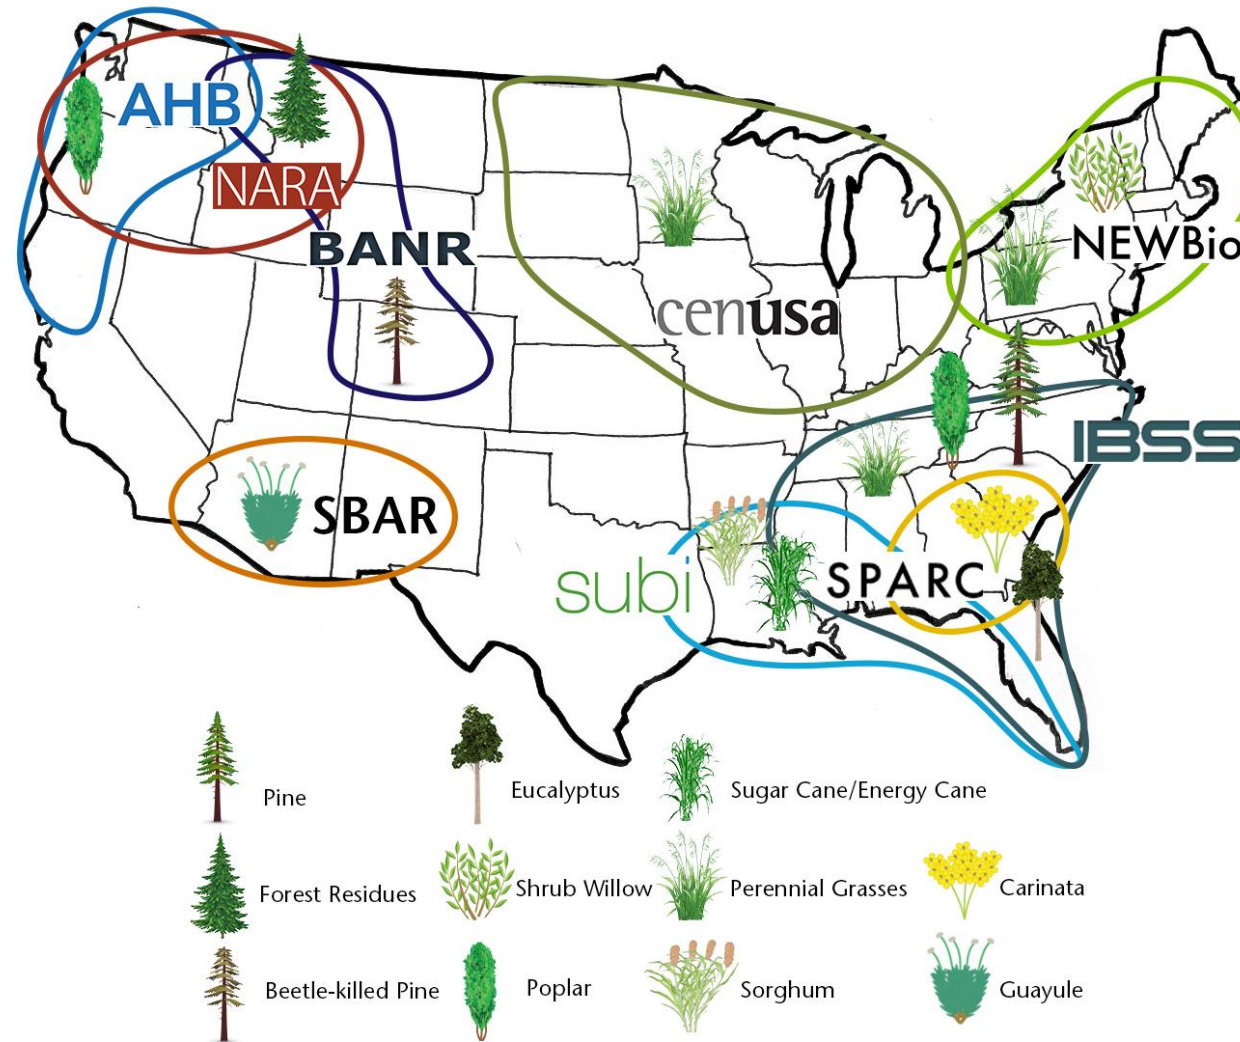 AHB
NARA
BANR
cenusa
NEWBio
IBSS
SBAR
subi
SPARC
Pine
Eucalyptus
Sugar Cane/Energy Cane
Forest Residues
Shrub Willow
Perennial Grasses
Carinata
Beetle-killed Pine
Poplar
Sorghum
Guayule